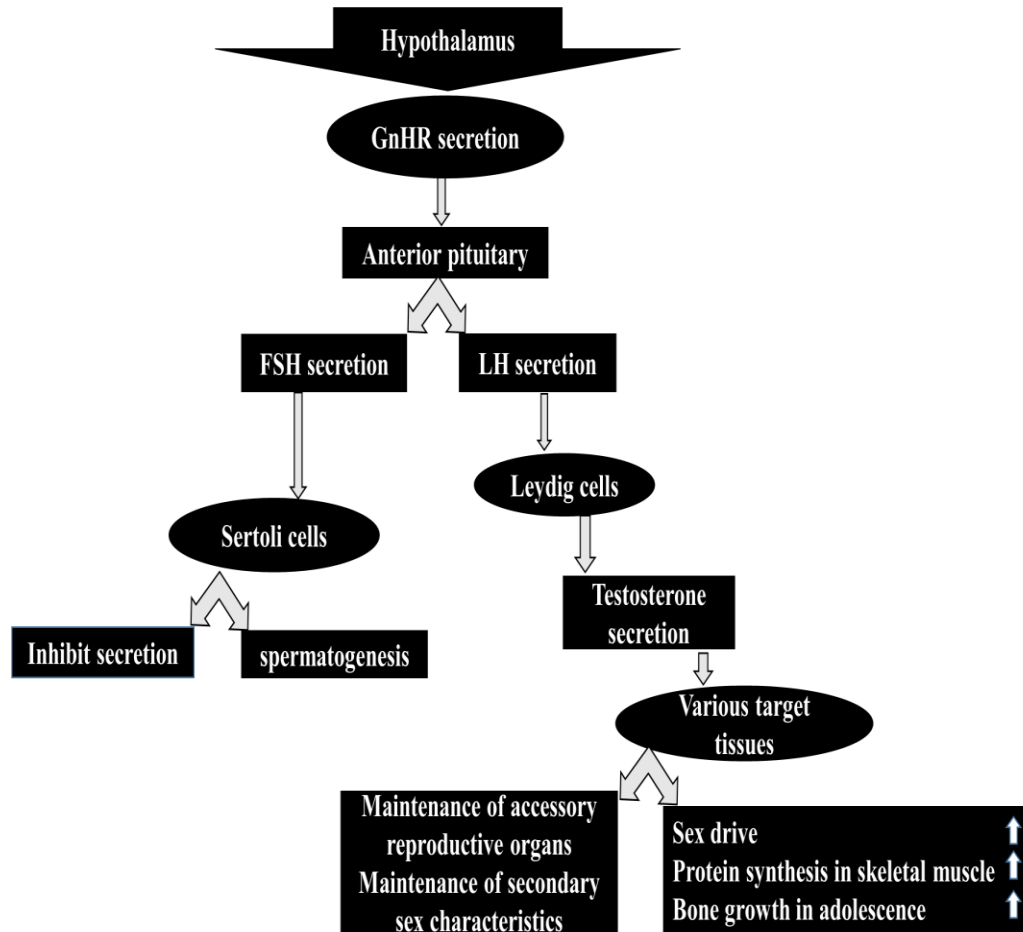 Hypothalamus
GnHR secretion
Anterior pituitary
FSH secretion
LH secretion
Leydig cells
Sertoli cells
Testosterone
secretion
Inhibit secretion
spermatogenesis
Various target
tissues
Maintenance of accessory
reproductive organs
Maintenance of secondary
sex characteristics
Sex drive
Protein synthesis in skeletal muscle
Bone growth in adolescence